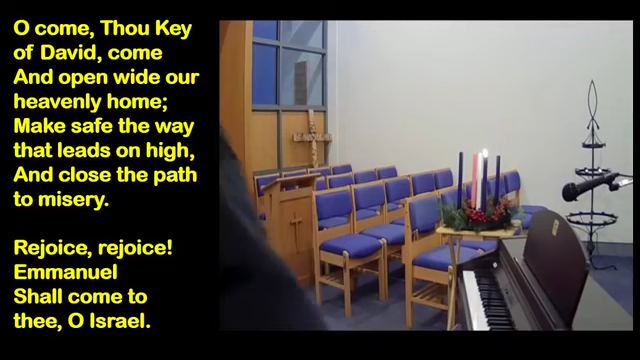 O come, Thou Key
of David, come
And open wide our
heavenly home;
Make safe the way
that leads on high,
And close the path
to misery.
Rejoice, rejoice!
Emmanuel
Shall come to
thee, O Israel.